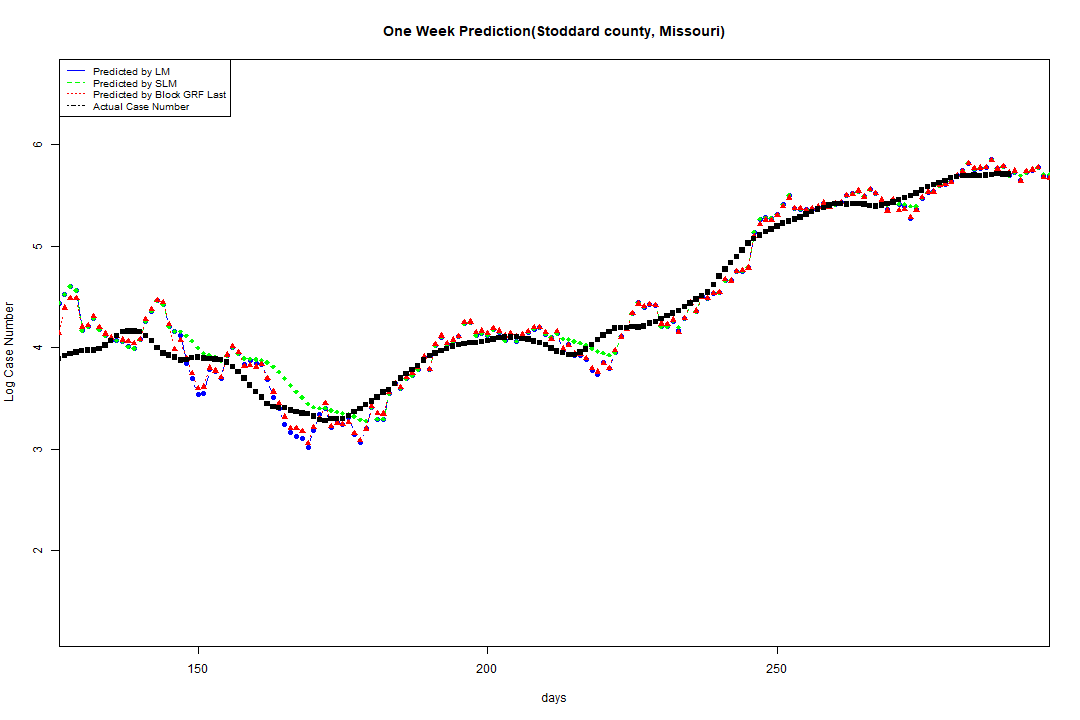 One Week Prediction(Stoddard county, Missouri)
Predicted by LM
Predicted by SLM
Predicted by Block GRF Last
Actual Case Number
6
5
4
3
2
Log Case Number
150 200 250
days